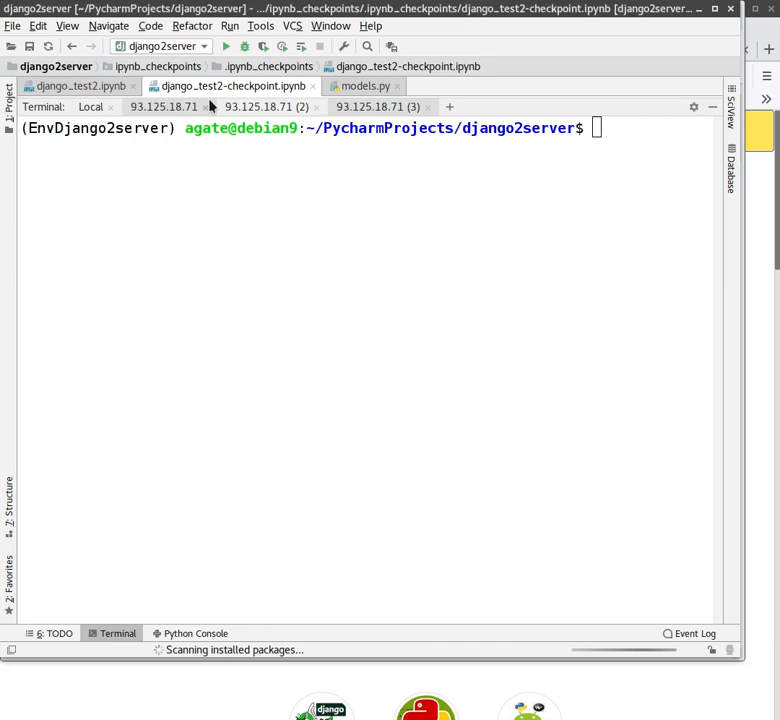 django2server [~/PycharmProjects/django2server] - .../ipynb_checkpoints/.ipynb_checkpoints/django_test2-checkpoint.ipynb [django2server...
File Edit View Navigate Code Refactor Run Tools VCS Window Help
django2server
django2server ipynb_checkpoints .ipynb_checkpoints django_test2-checkpoint.ipynb
django_test2.ipynb django_test2-checkpoint.ipynb models.py
Terminal: Local 93.125.18.71 93.125.18.71 (2) 93.125.18.71 (3)
(EnvDjango2server) agate@debian9:~/PycharmProjects/django2server$
1: Project
7: Structure
2: Favorites
SciView
Database
6: TODO Terminal Python Console Event Log
Scanning installed packages...
django